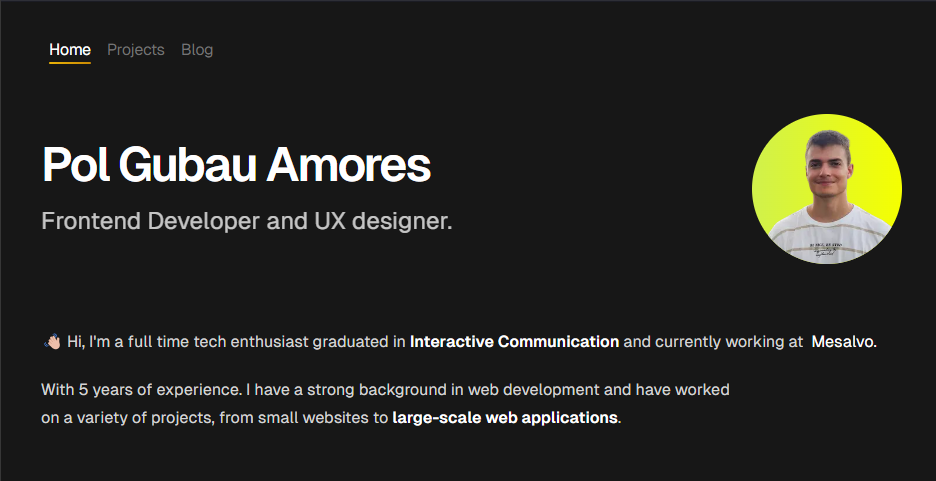 Home Projects Blog
Pol Gubau Amores
Frontend Developer and UX designer.
👋🏻 Hi, I'm a full time tech enthusiast graduated in Interactive Communication and currently working at Mesalvo.
With 5 years of experience. I have a strong background in web development and have worked
on a variety of projects, from small websites to large-scale web applications.